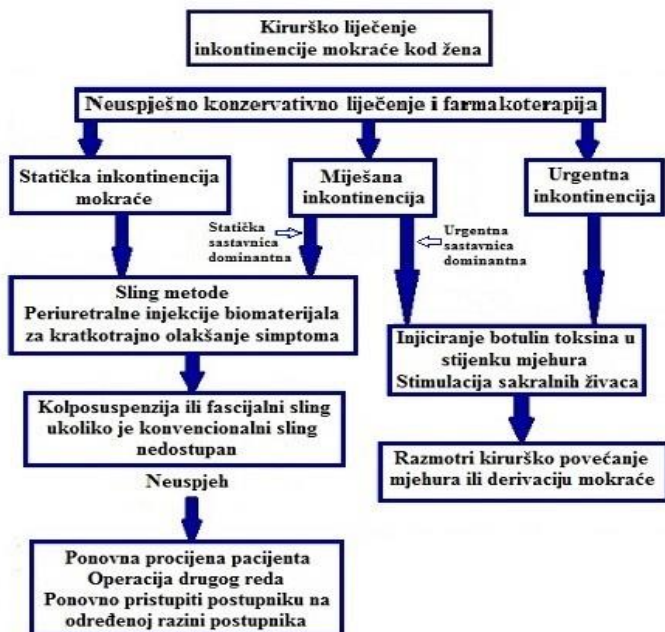 Kirurško liječenje
inkontinencije mokraće kod žena
Neuspješno konzervativno liječenje i farmakoterapija
Statička inkontinencija
mokraće
Miješana
inkontinencija
Urgentna
inkontinencija
Statička
sastavnica
dominantna
Urgentna
sastavnica
dominantna
Sling metode
Periuretralne injekcije biomaterijala
za kratkotrajno olakšanje simptoma
Injiciranje botulin toksina u
stijenku mjehura
Stimulacija sakralnih živaca
Kolposuspenzija ili fascijalni sling
ukoliko je konvencionalni sling
nedostupan
Razmotri kirurško povećanje
mjehura ili derivaciju mokraće
Neuspjeh
Ponovna procijena pacijenta
Operacija drugog reda
Ponovno pristupiti postupniku na
određenoj razini postupnika